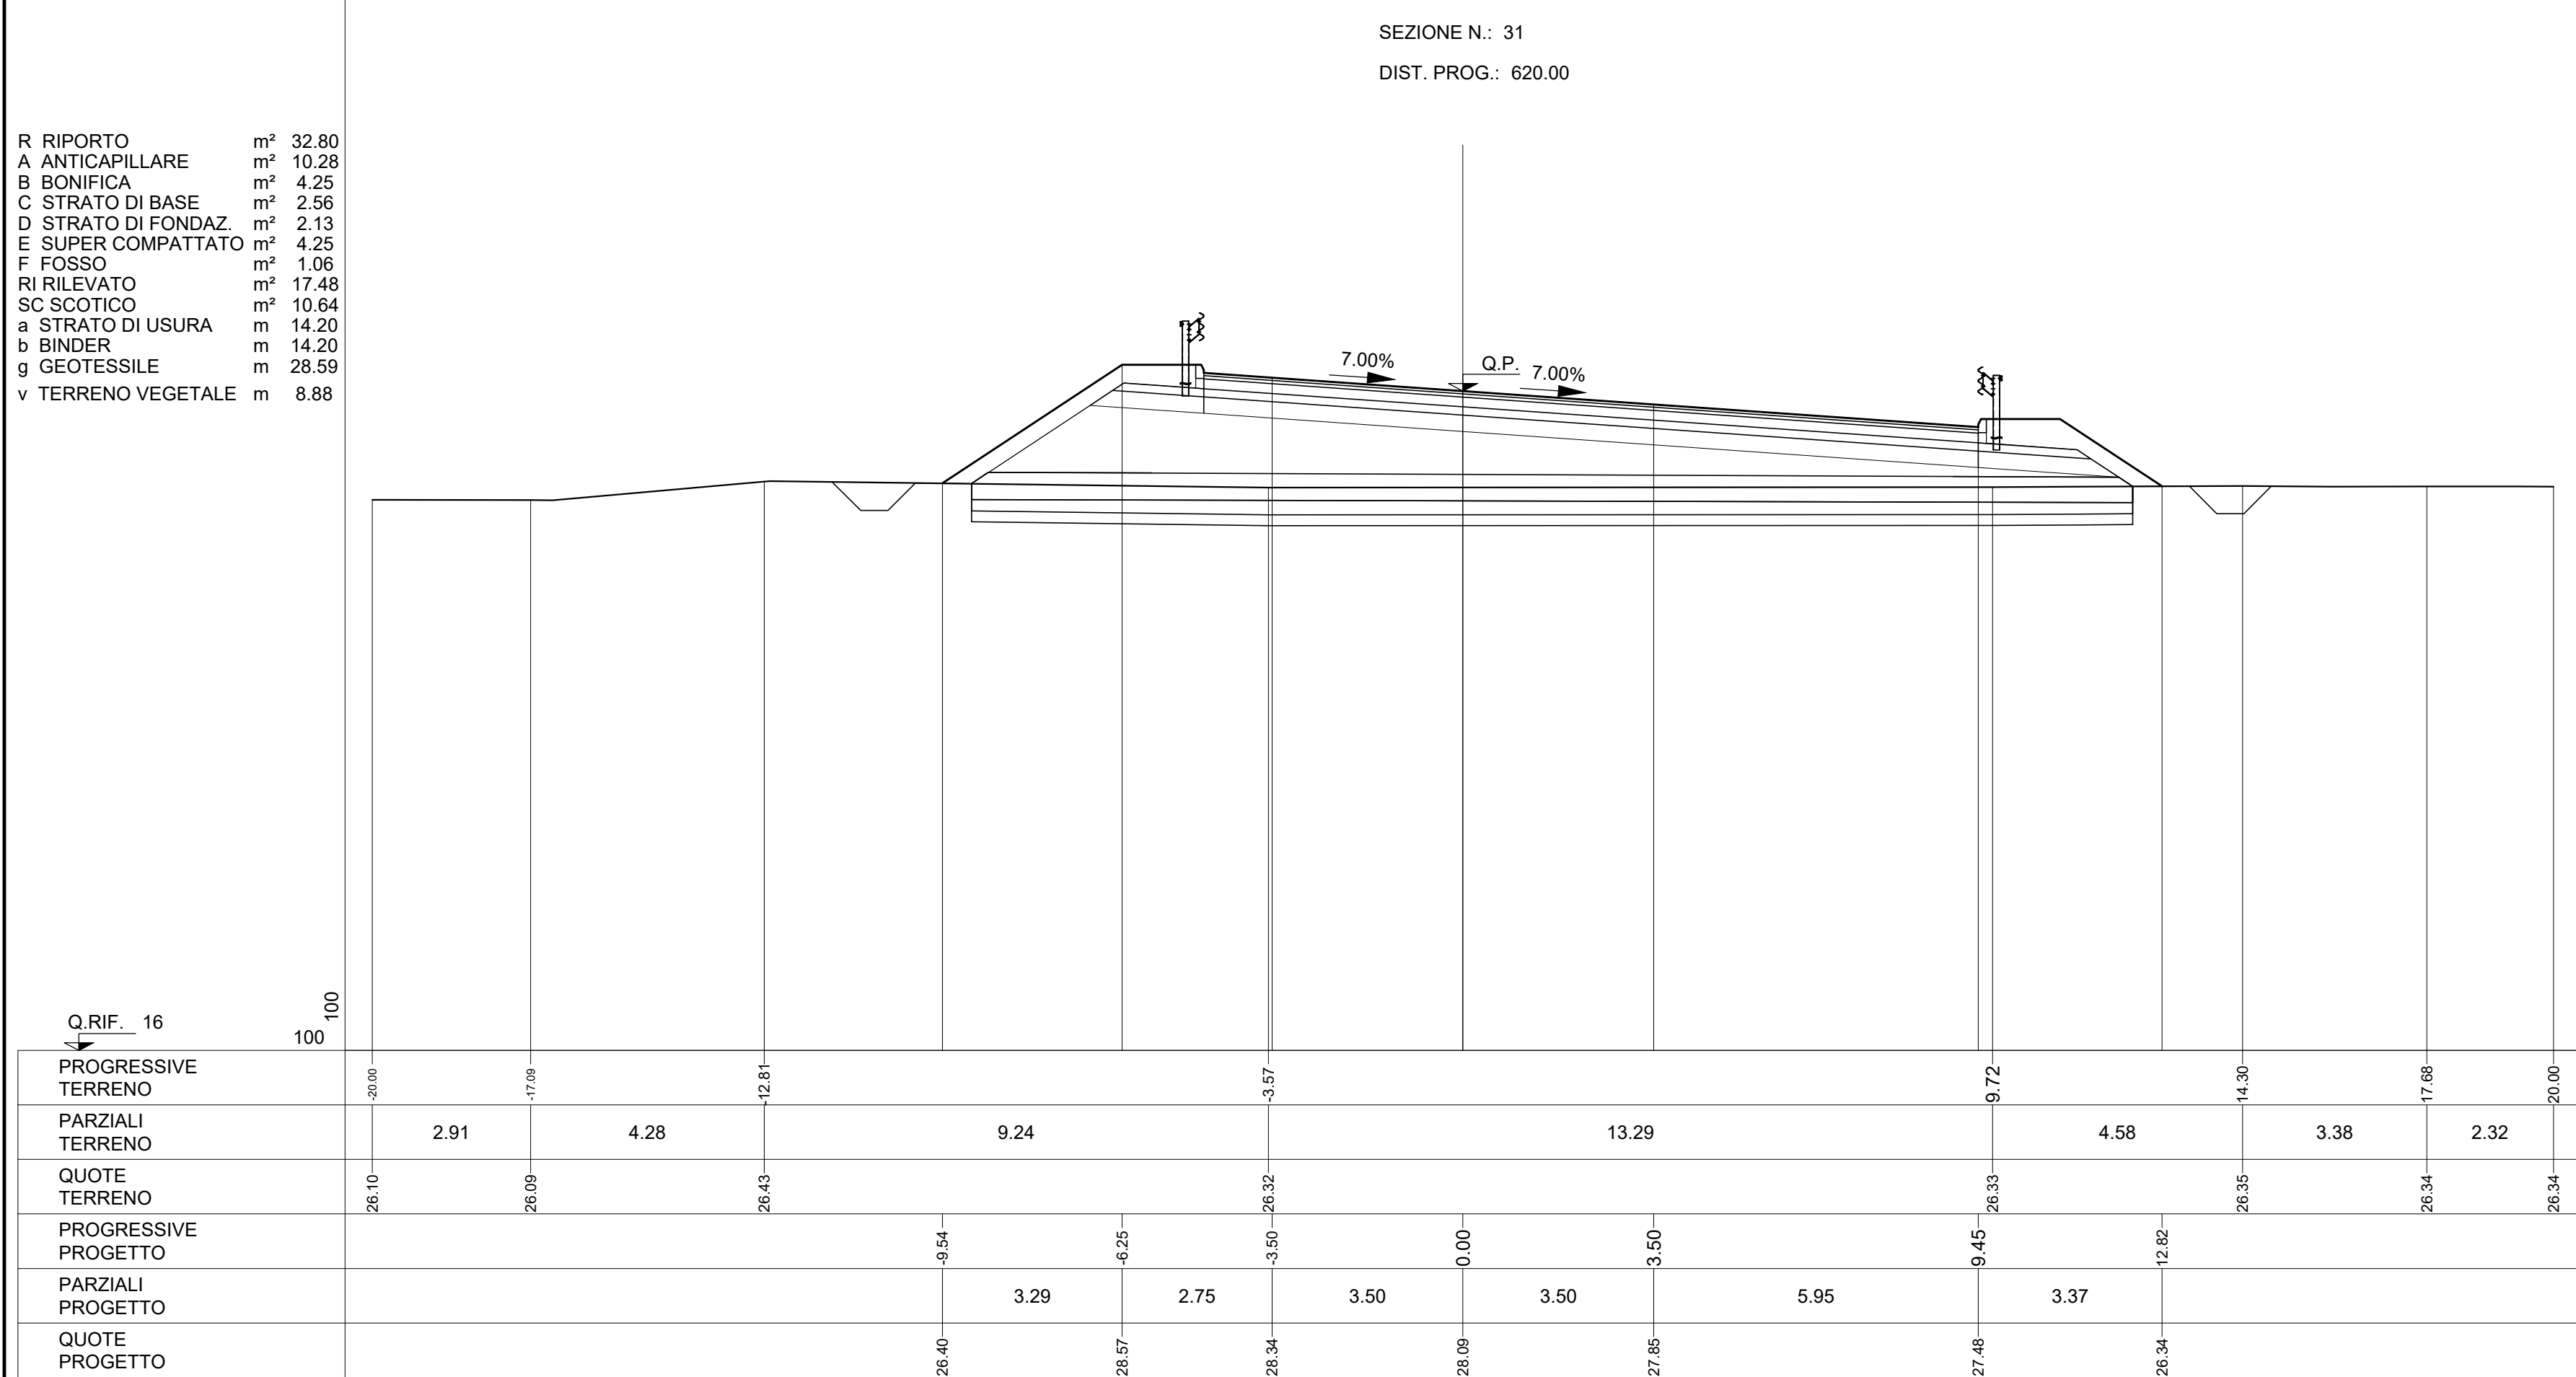 SEZIONE N.: 31
DIST. PROG.: 620.00
R RIPORTO m² 32.80
A ANTICAPILLARE m² 10.28
B BONIFICA m² 4.25
C STRATO DI BASE m² 2.56
D STRATO DI FONDAZ. m² 2.13
E SUPER COMPATTATO m² 4.25
F FOSSO m² 1.06
RI RILEVATO m² 17.48
SC SCOTICO m² 10.64
a STRATO DI USURA m 14.20
b BINDER m 14.20
g GEOTESSILE m 28.59
v TERRENO VEGETALE m 8.88
7.00% Q.P. 7.00%
Q.RIF. 16
100
100
PROGRESSIVE
TERRENO
-20.00 -17.09 -12.81 -3.57 9.72 14.30 17.68 20.00
PARZIALI
TERRENO
2.91 4.28 9.24 13.29 4.58 3.38 2.32
QUOTE
TERRENO
26.10 26.09 26.43 26.32 26.33 26.35 26.34 26.34
PROGRESSIVE
PROGETTO
-9.54 -6.25 -3.50 0.00 3.50 9.45 12.82
PARZIALI
PROGETTO
3.29 2.75 3.50 3.50 5.95 3.37
QUOTE
PROGETTO
26.40 28.57 28.34 28.09 27.85 27.48 26.34